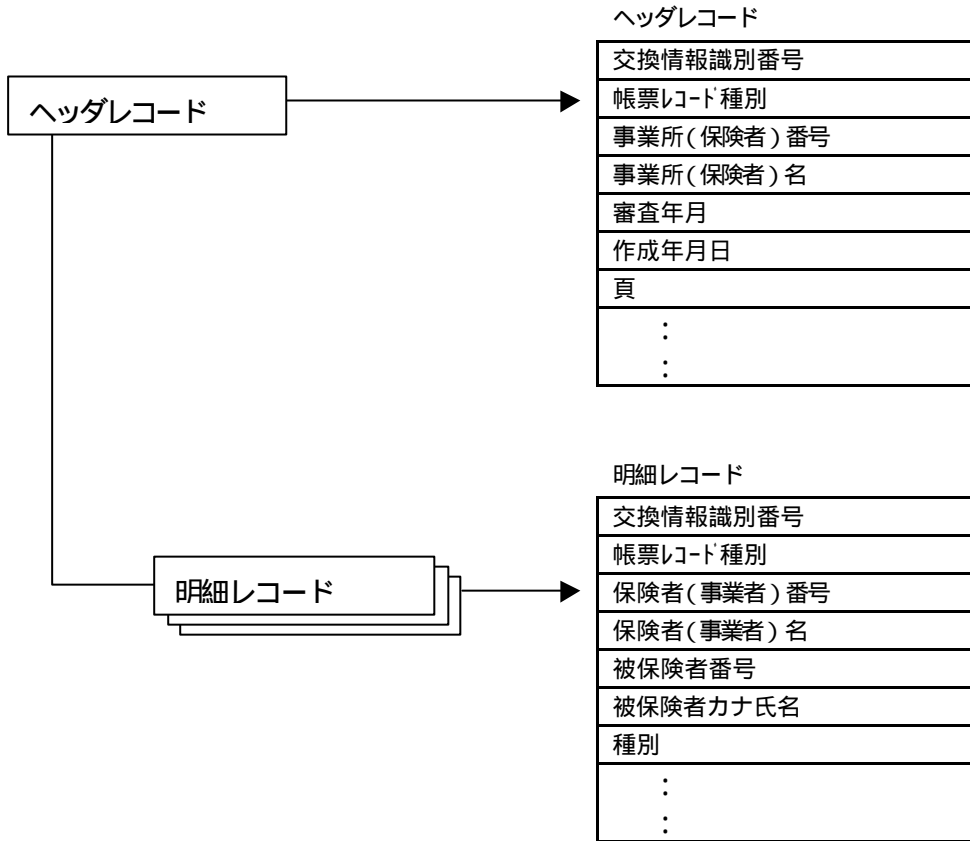 ヘッダレコード
ヘッダレコード
交換情報識別番号
帳票ﾚｺｰﾄﾞ種別
事業所(保険者)番号
事業所(保険者)名
審査年月
作成年月日
頁
：
：
明細レコード
明細レコード
交換情報識別番号
帳票ﾚｺｰﾄﾞ種別
保険者(事業者)番号
保険者(事業者)名
被保険者番号
被保険者カナ氏名
種別
：
：